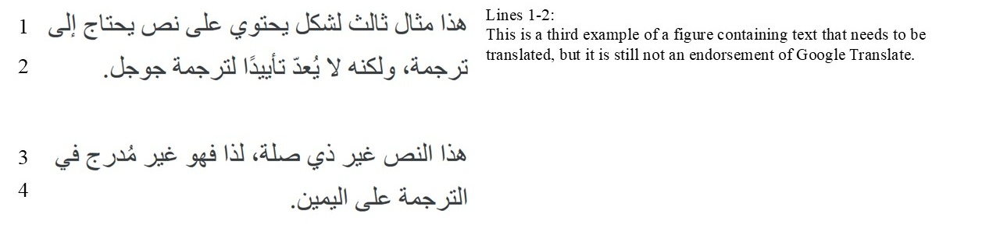 1 هذا مثال ثالث لشكل يحتوي على نص يحتاج إلى
2 ترجمة، ولكنه لا يُعدّ تأييدًا لترجمة جوجل.
3 هذا النص غير ذي صلة، لذا فهو غير مُدرج في
4 الترجمة على اليمين.
Lines 1-2:
This is a third example of a figure containing text that needs to be
translated, but it is still not an endorsement of Google Translate.